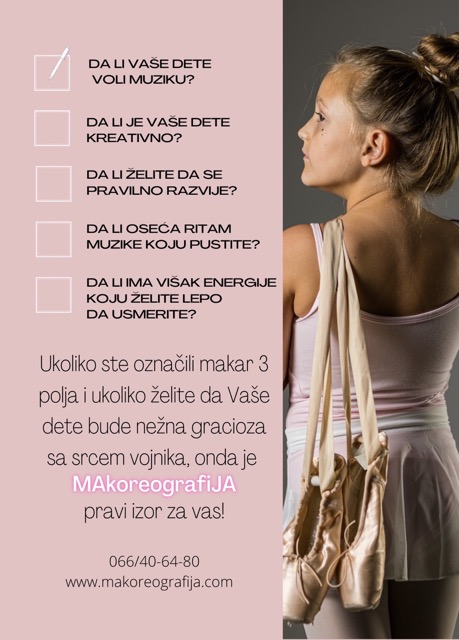 DA LI VAŠE DETE
VOLI MUZIKU?
DA LI JE VAŠE DETE
KREATIVNO?
DA LI ŽELITE DA SE
PRAVILNO RAZVIJE?
DA LI OSEĆA RITAM
MUZIKE KOJU PUSTITE?
DA LI IMA VIŠAK ENERGIJE
KOJU ŽELITE LEPO
DA USMERITE?
Ukoliko ste označili makar 3
polja i ukoliko želite da Vaše
dete bude nežna gracioza
sa srcem vojnika, onda je
MAkoreografiJA
pravi izor za vas!
066/40-64-80
www.makoreografija.com